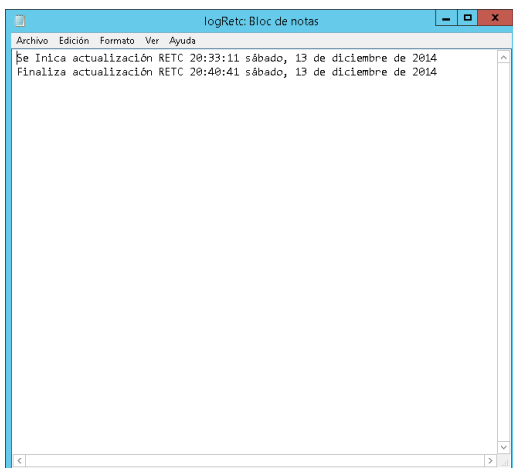 logRetc: Bloc de notas
Archivo Edición Formato Ver Ayuda
Se Inica actualización RETC 20:33:11 sábado, 13 de diciembre de 2014
Finaliza actualización RETC 20:40:41 sábado, 13 de diciembre de 2014